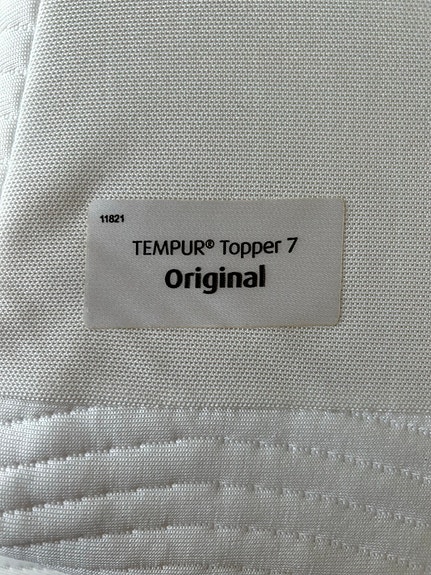 11821
TEMPUR® Topper 7
Original